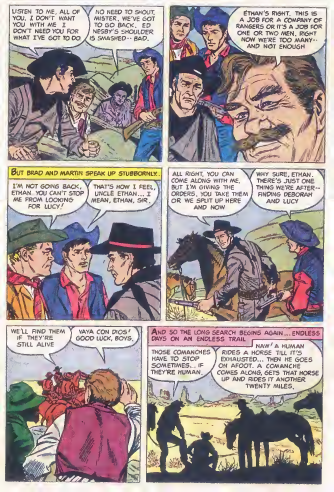 LISTEN TO ME, ALL OF
YOU, I DON'T WANT
YOU WITH ME I
DON'T NEED YOU FOR
WHAT I'VE GOT TO DO
NO NEED TO SHOUT,
MISTER, WE'VE GOT
TO GO BACK. ED
NESBY'S SHOULDER
IS SMASHED--BAD.
ETHAN'S RIGHT. THIS IS
A JOB FOR A COMPANY OF
RANGERS OR IT'S A JOB FOR
ONE OR TWO MEN. RIGHT
NOW WE'RE TOO MANY--
AND NOT ENOUGH
BUT BRAD AND MARTIN SPEAK UP STUBBORNLY...
I'M NOT GOING BACK,
ETHAN. YOU CAN'T STOP
ME FROM LOOKING
FOR LUCY!
THAT'S HOW I FEEL,
UNCLE ETHAN... I
MEAN, ETHAN, SIR.
ALL RIGHT, YOU CAN
COME ALONG WITH ME,
BUT I'M GIVING THE
ORDERS. YOU TAKE THEM
OR WE SPLIT UP HERE
AND NOW
WHY SURE, ETHAN.
THERE'S JUST ONE
THING WE'RE AFTER--
FINDING DEBORAH
AND LUCY
WE'LL FIND THEM
IF THEY'RE
STILL ALIVE
VAYA CON DIOS!
GOOD LUCK, BOYS.
AND SO THE LONG SEARCH BEGINS AGAIN... ENDLESS
DAYS ON AN ENDLESS TRAIL
THOSE COMANCHES
HAVE TO STOP
SOMETIMES... IF
THEY'RE HUMAN.
NAW! A HUMAN
RIDES A HORSE TILL IT'S
EXHAUSTED... THEN HE GOES
ON AFOOT. A COMANCHE
COMES ALONG, GETS THAT HORSE
UP AND RIDES IT ANOTHER
TWENTY MILES.